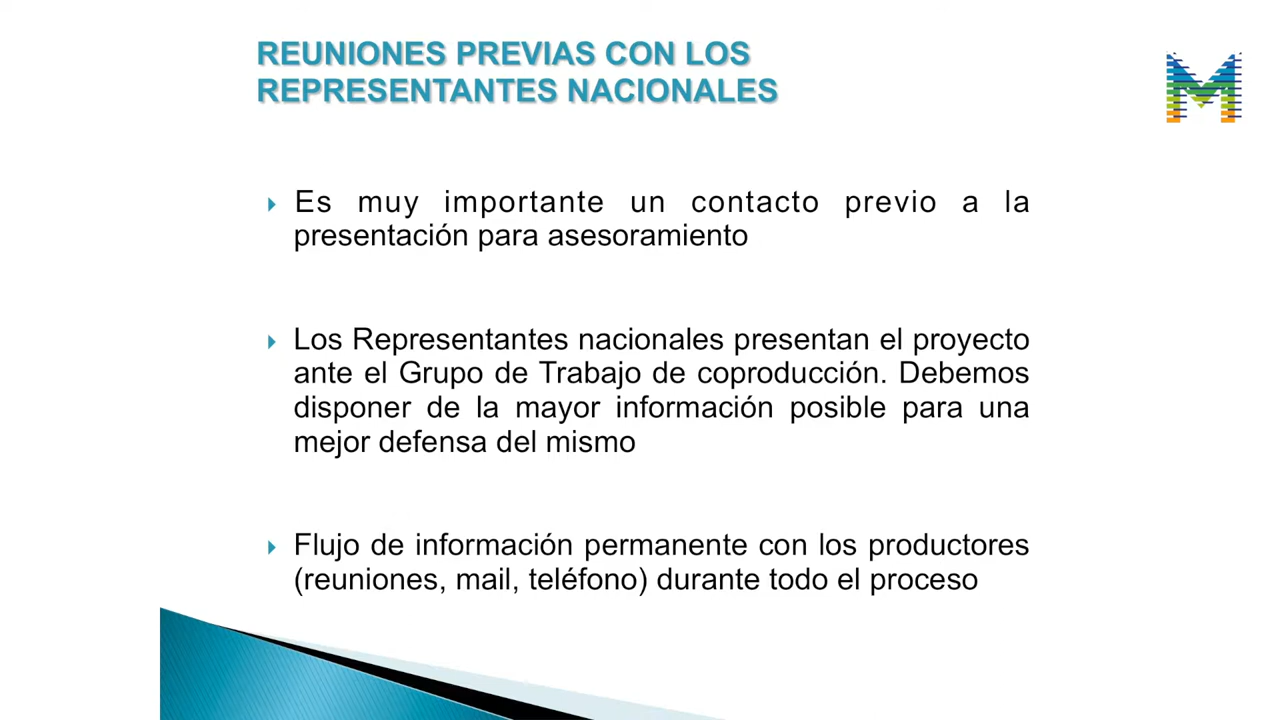 REUNIONES PREVIAS CON LOS
REPRESENTANTES NACIONALES
Es muy importante un contacto previo a la
presentación para asesoramiento
Los Representantes nacionales presentan el proyecto
ante el Grupo de Trabajo de coproducción. Debemos
disponer de la mayor información posible para una
mejor defensa del mismo
Flujo de información permanente con los productores
(reuniones, mail, teléfono) durante todo el proceso